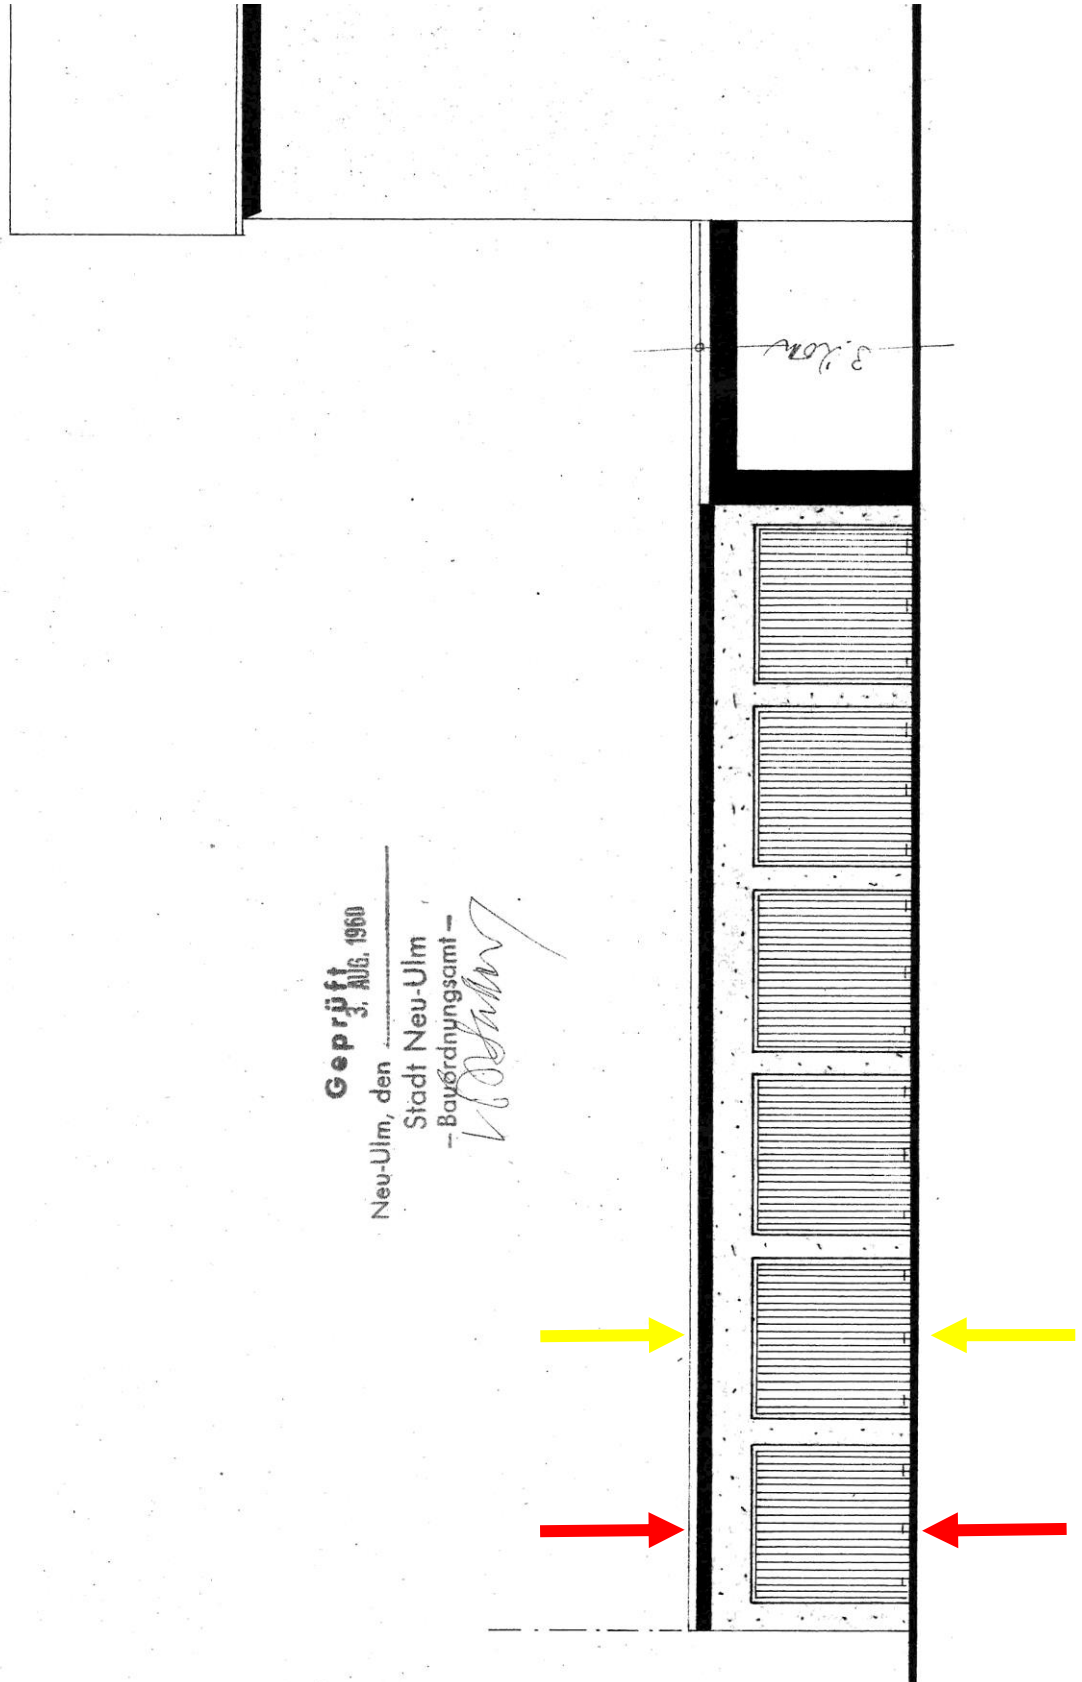 Geprüft
3. AUG. 1960
Neu-Ulm, den
Stadt Neu-Ulm
– Bauordnungsamt –